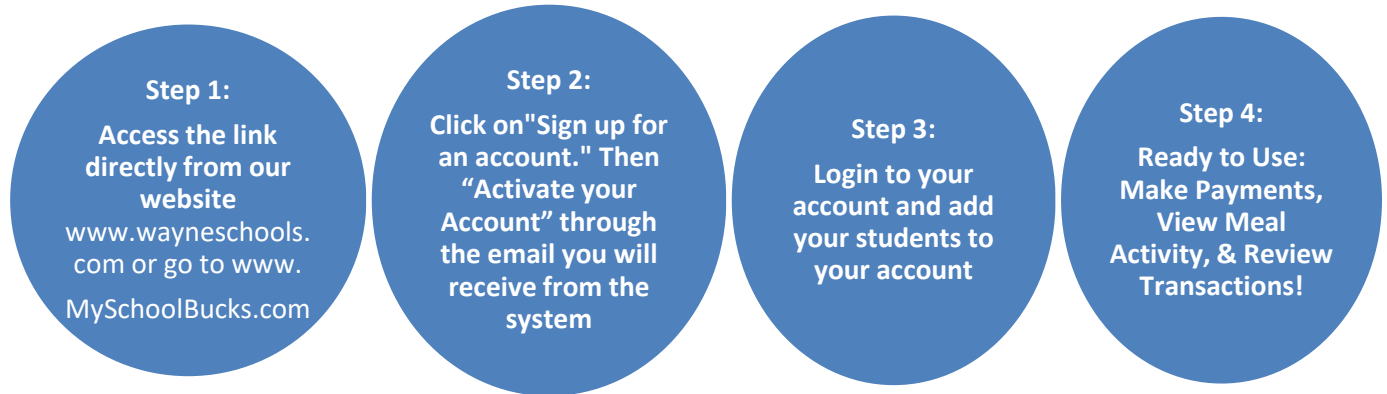 Step 1:
Access the link
directly from our
website
www.wayneschools.
com or go to www.
MySchoolBucks.com
Step 2:
Click on"Sign up for
an account." Then
“Activate your
Account” through
the email you will
receive from the
system
Step 3:
Login to your
account and add
your students to
your account
Step 4:
Ready to Use:
Make Payments,
View Meal
Activity, & Review
Transactions!